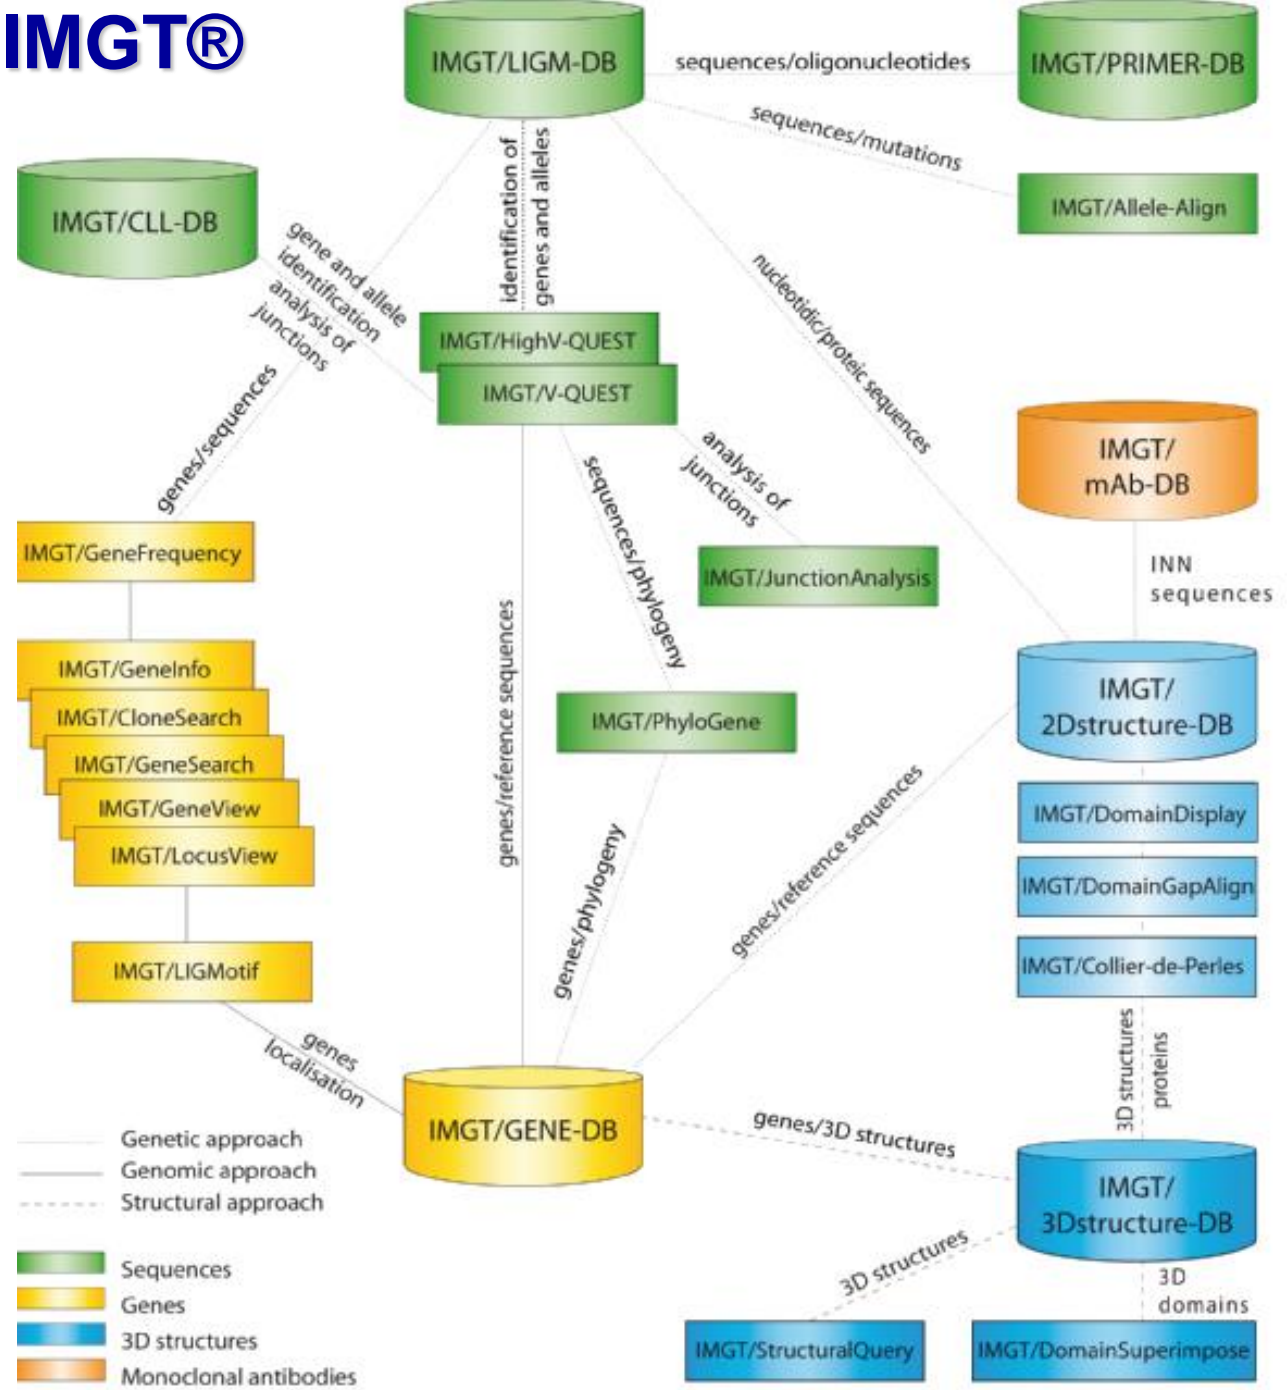 IMGT®
IMGT/LIGM-DB
sequences/oligonucleotides
IMGT/PRIMER-DB
sequences/mutations
IMGT/Allele-Align
IMGT/CLL-DB
identification of
genes and alleles
gene and allele
identification
analysis of
junctions
nucleotidic/proteic sequences
IMGT/HighV-QUEST
IMGT/V-QUEST
genes/sequences
analysis of
junctions
sequences/phylogeny
IMGT/
mAb-DB
IMGT/GeneFrequency
IMGT/JunctionAnalysis
INN
sequences
genes/reference sequences
IMGT/GeneInfo
IMGT/CloneSearch
IMGT/GeneSearch
IMGT/GeneView
IMGT/LocusView
IMGT/PhyloGene
IMGT/
2Dstructure-DB
IMGT/DomainDisplay
IMGT/DomainGapAlign
IMGT/Collier-de-Perles
genes/reference sequences
genes/phylogeny
IMGT/LIGMotif
genes
localisation
3D structures
proteins
IMGT/GENE-DB
genes/3D structures
IMGT/
3Dstructure-DB
Genetic approach
Genomic approach
Structural approach
3D structures
3D
domains
Sequences
Genes
3D structures
Monoclonal antibodies
IMGT/StructuralQuery
IMGT/DomainSuperimpose